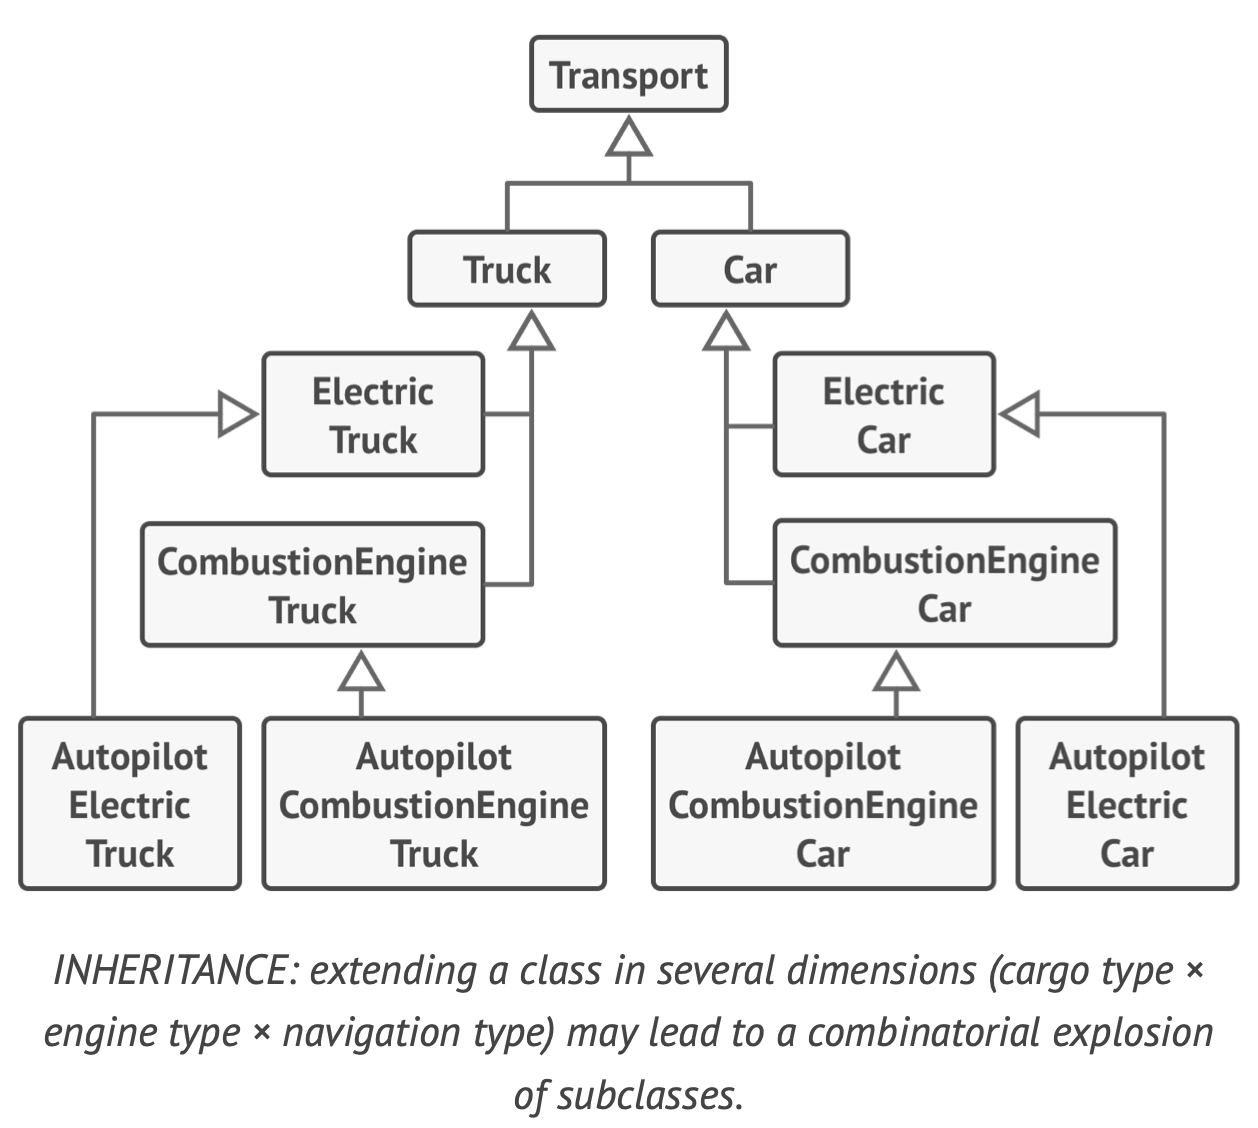 Transport
Truck
Car
Electric
Truck
Electric
Car
CombustionEngine
Truck
CombustionEngine
Car
Autopilot
Electric
Truck
Autopilot
CombustionEngine
Truck
Autopilot
CombustionEngine
Car
Autopilot
Electric
Car
INHERITANCE: extending a class in several dimensions (cargo type ×
engine type × navigation type) may lead to a combinatorial explosion
of subclasses.